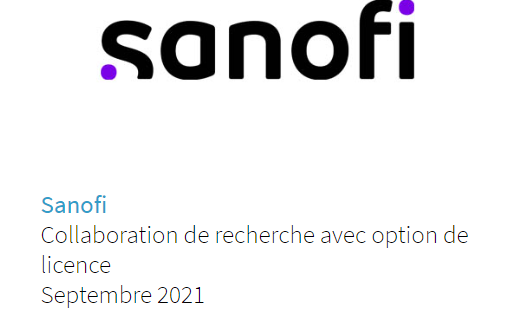 sanofi
Sanofi
Collaboration de recherche avec option de
licence
Septembre 2021